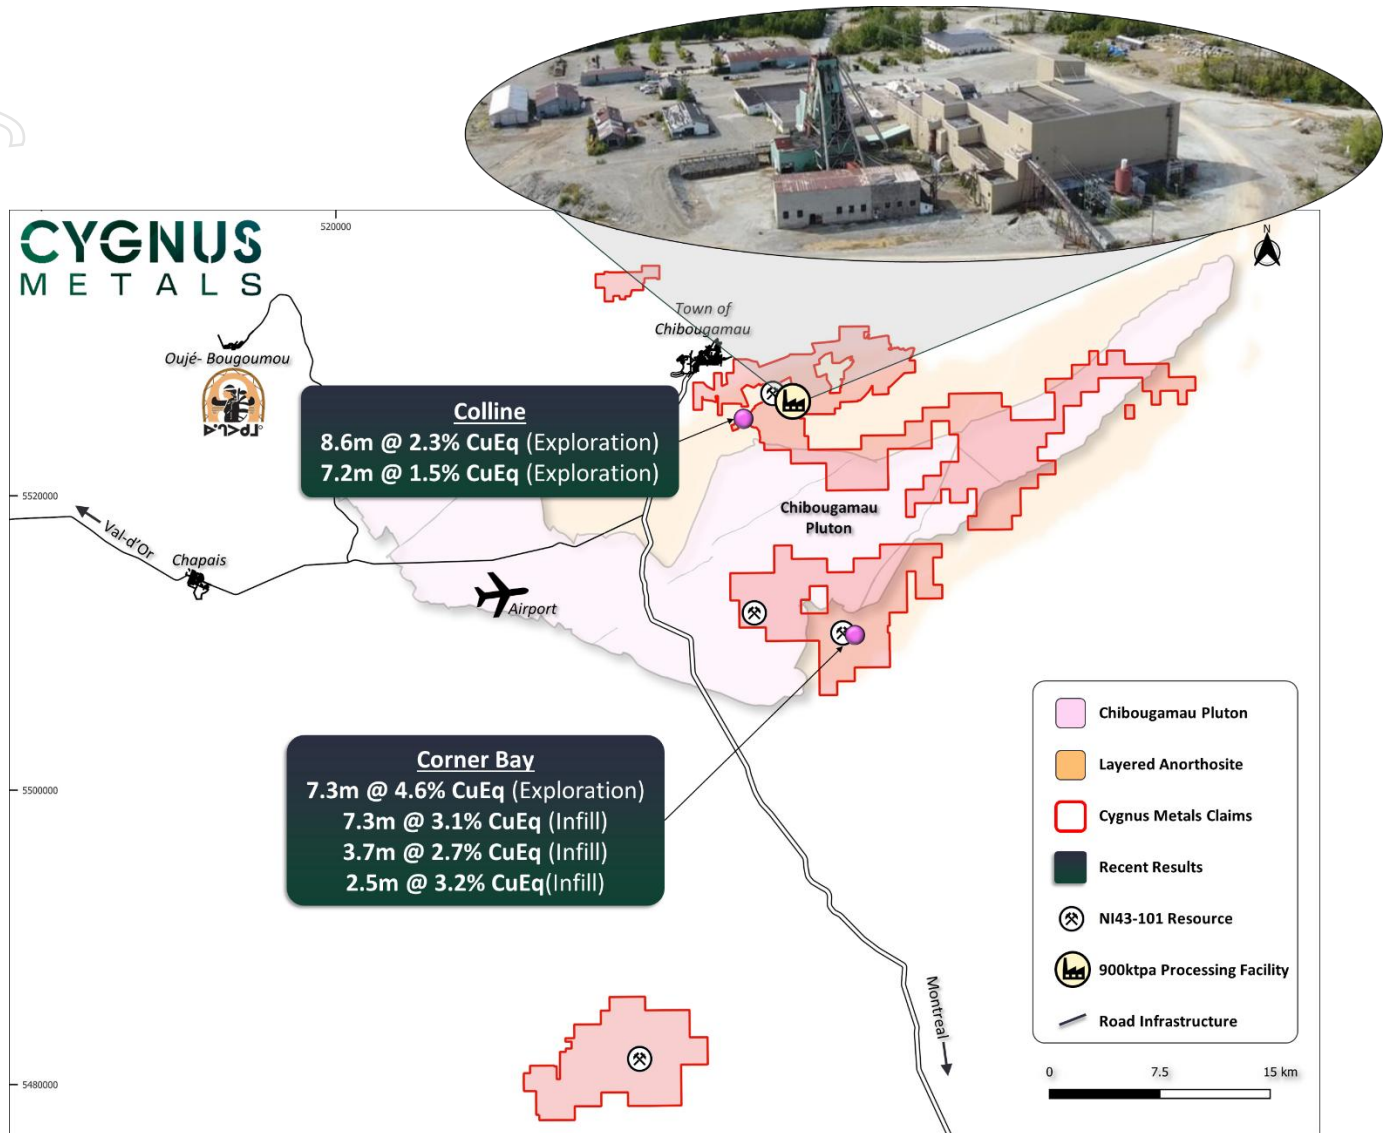 CYGNUS
METALS
520000
N
Town of
Chibougamau
Oujé- Bougoumou
Colline
8.6m @ 2.3% CuEq (Exploration)
7.2m @ 1.5% CuEq (Exploration)
5520000
Val-d'Or
Chapais
Airport
Chibougamau
Pluton
Corner Bay
7.3m @ 4.6% CuEq (Exploration)
7.3m @ 3.1% CuEq (Infill)
3.7m @ 2.7% CuEq (Infill)
2.5m @ 3.2% CuEq(Infill)
5500000
Chibougamau Pluton
Layered Anorthosite
Cygnus Metals Claims
Recent Results
NI43-101 Resource
900ktpa Processing Facility
Road Infrastructure
Montreal
0 7.5 15 km
5480000